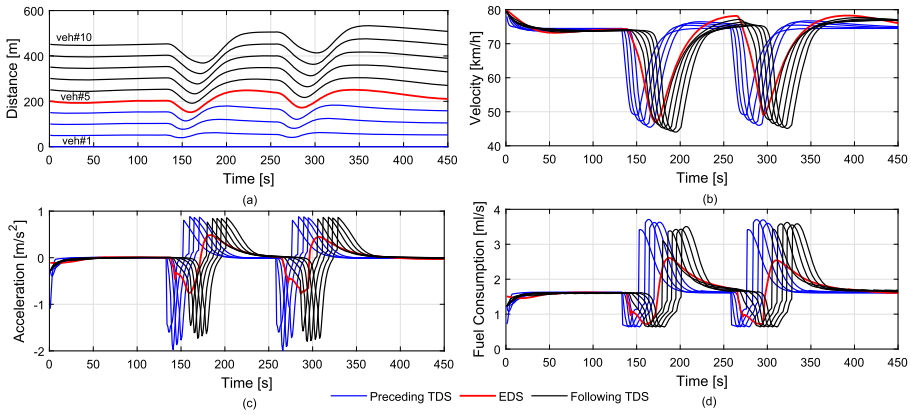 (a)
Distance [m]
600
400
200
0
veh#10
veh#5
veh#1
0 50 100 150 200 250 300 350 400 450
Time [s]
(a)
Velocity [km/h]
80
70
60
50
40
0 50 100 150 200 250 300 350 400 450
Time [s]
(b)
Acceleration [m/s²]
1
0
-1
-2
0 50 100 150 200 250 300 350 400 450
Time [s]
(c)
Fuel Consumption [ml/s]
4
3
2
1
0
0 50 100 150 200 250 300 350 400 450
Time [s]
(d)
Preceding TDS EDS Following TDS